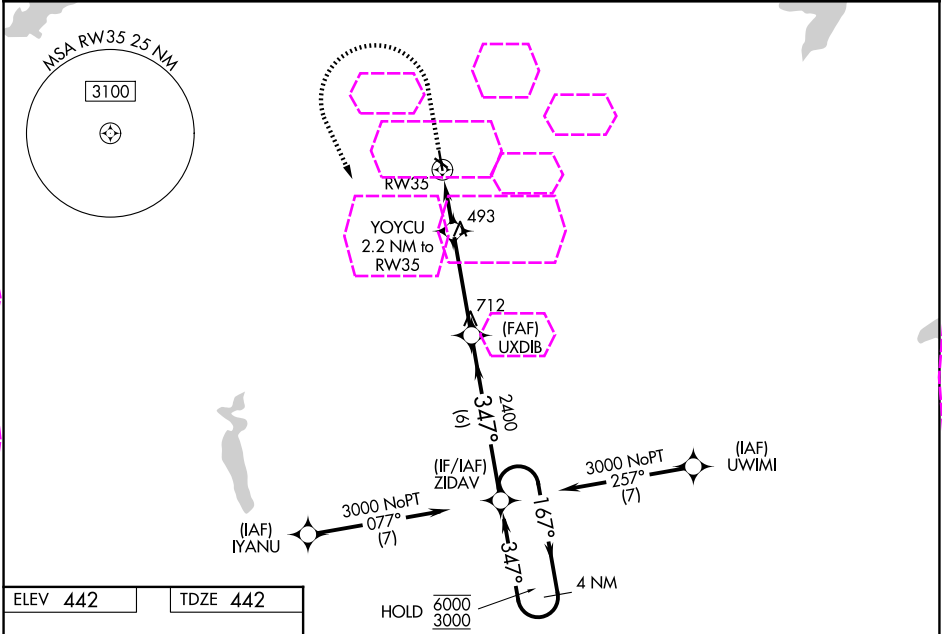 MSA RW35 25 NM
3100
RW35
493
YOYCU
2.2 NM to
RW35
712
(FAF)
UXDIB
2400
347°
(6)
(IF/IAF)
ZIDAV
3000 NoPT
257°
(7)
(IAF)
UWIMI
3000 NoPT
077°
(7)
(IAF)
IYANU
167°
347°
4 NM
HOLD
6000
3000
ELEV 442
TDZE 442